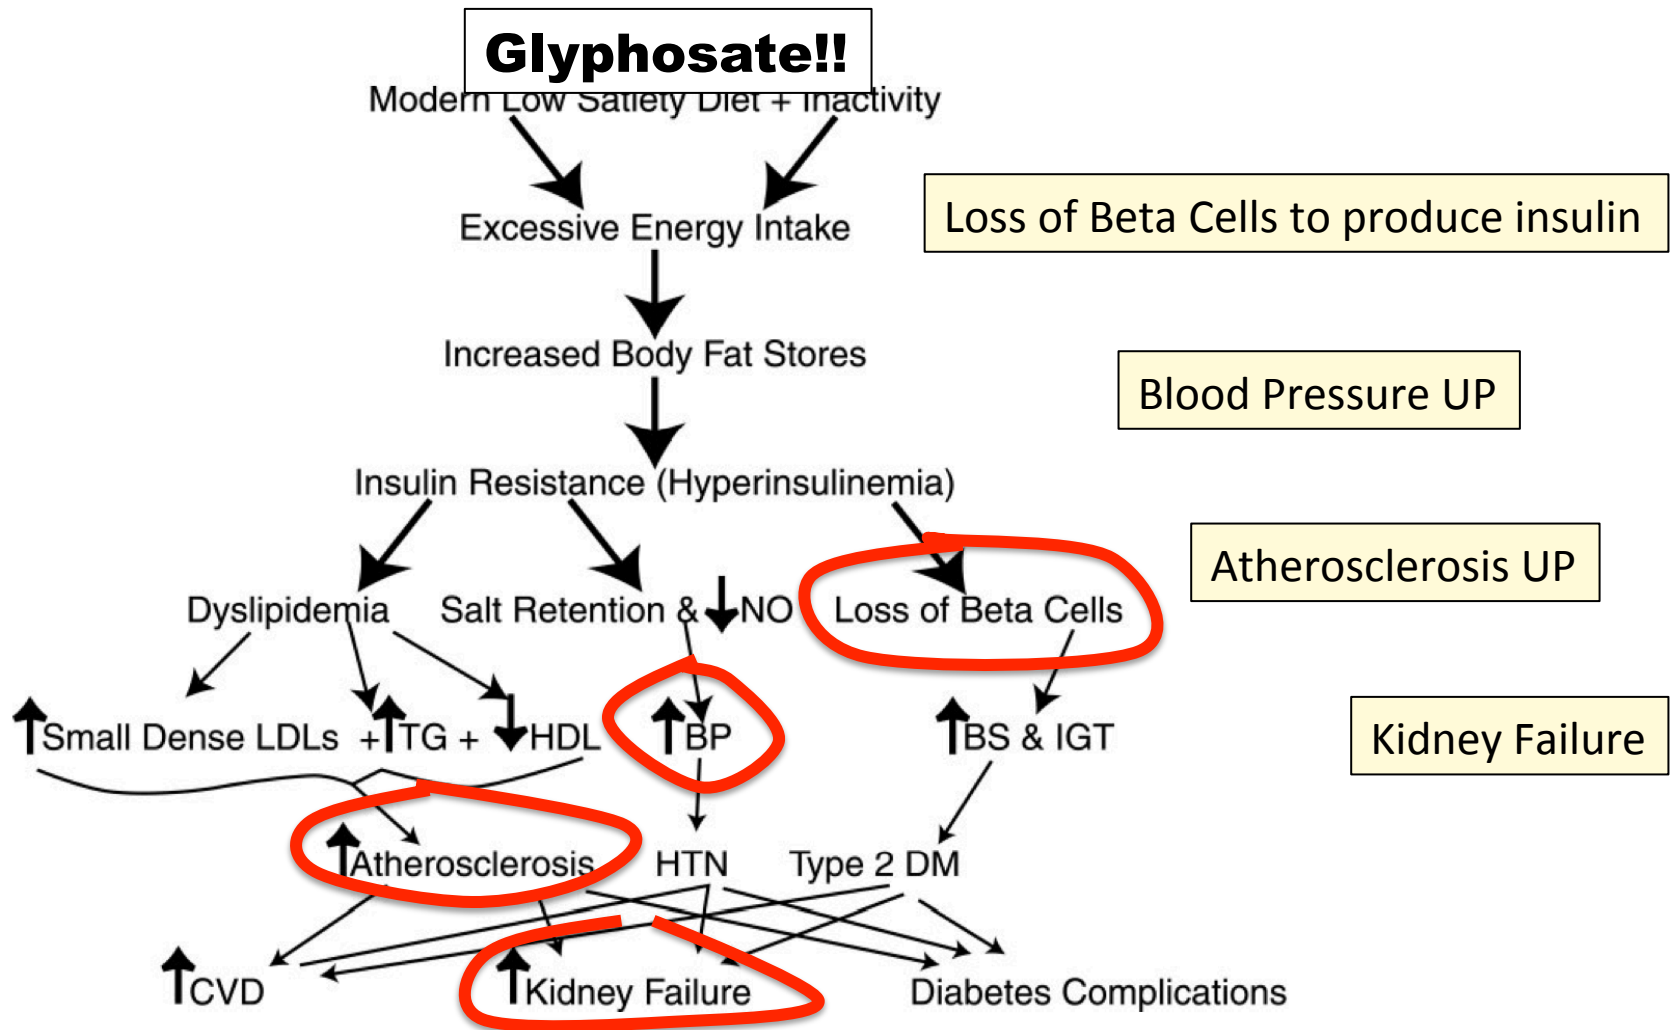 Glyphosate!!
Modern Low Satiety Diet + Inactivity
Excessive Energy Intake
Loss of Beta Cells to produce insulin
Increased Body Fat Stores
Blood Pressure UP
Insulin Resistance (Hyperinsulinemia)
Atherosclerosis UP
Dyslipidemia
Salt Retention & ↓NO
Loss of Beta Cells
↑Small Dense LDLs + ↑TG + ↓HDL
↑BP
↑BS & IGT
Kidney Failure
↑Atherosclerosis
HTN
Type 2 DM
↑CVD
↑Kidney Failure
Diabetes Complications